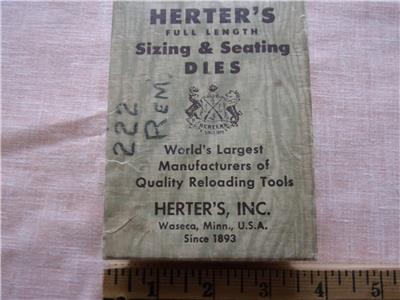 HERTER'S
FULL LENGTH
Sizing & Seating
DIES
222
REM.
HERTERS
World's Largest
Manufacturers of
Quality Reloading Tools
HERTER'S, INC.
Waseca, Minn., U.S.A.
Since 1893
1
2
3
4
5